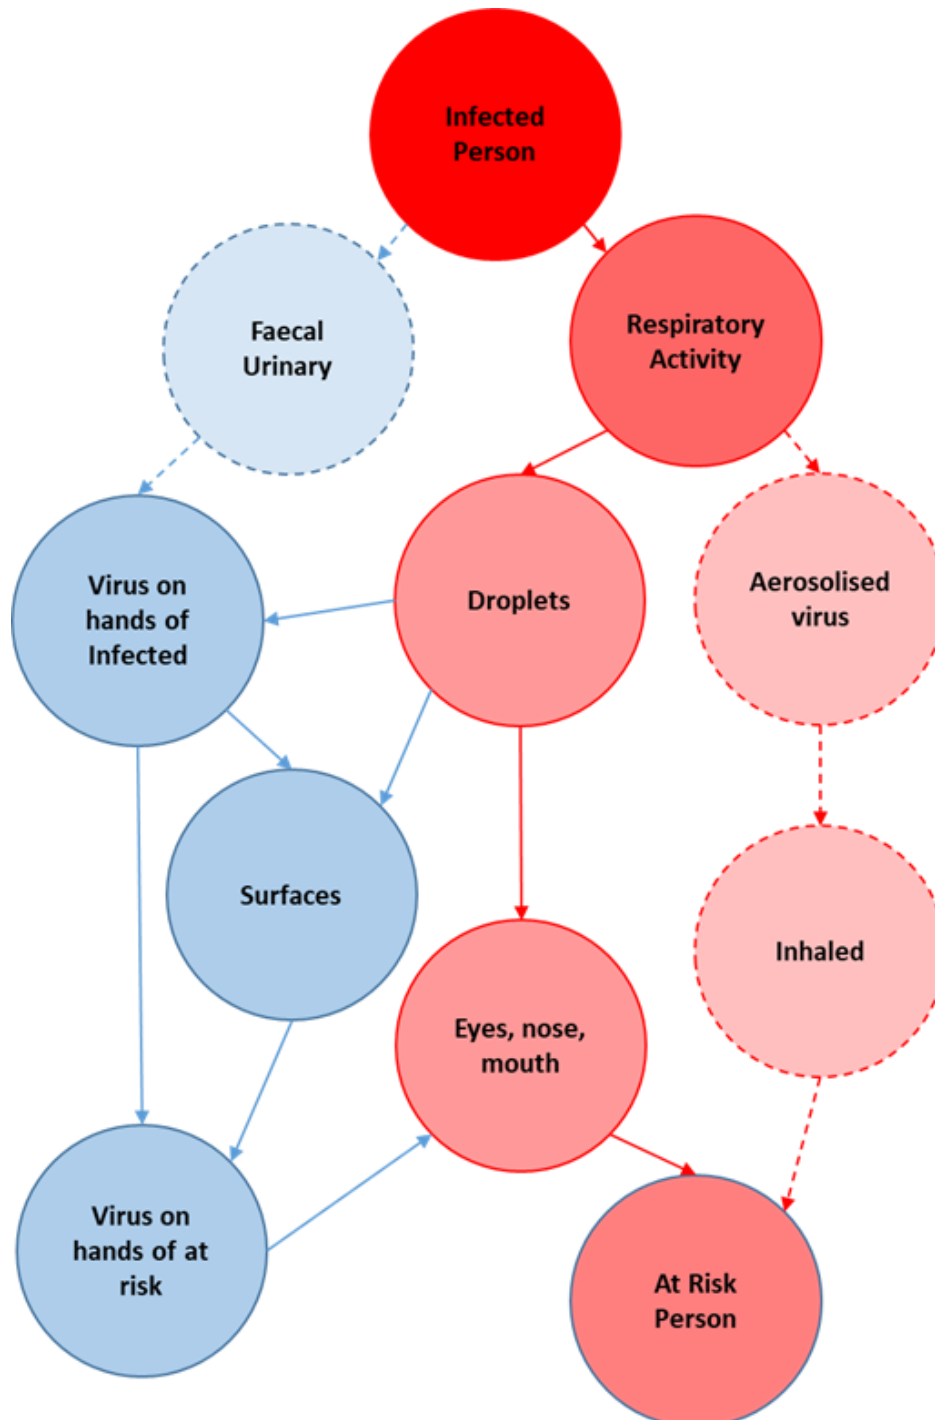 Infected
Person
Faecal
Urinary
Respiratory
Activity
Virus on
hands of
Infected
Droplets
Aerosolised
virus
Surfaces
Inhaled
Eyes, nose,
mouth
Virus on
hands of at
risk
At Risk
Person